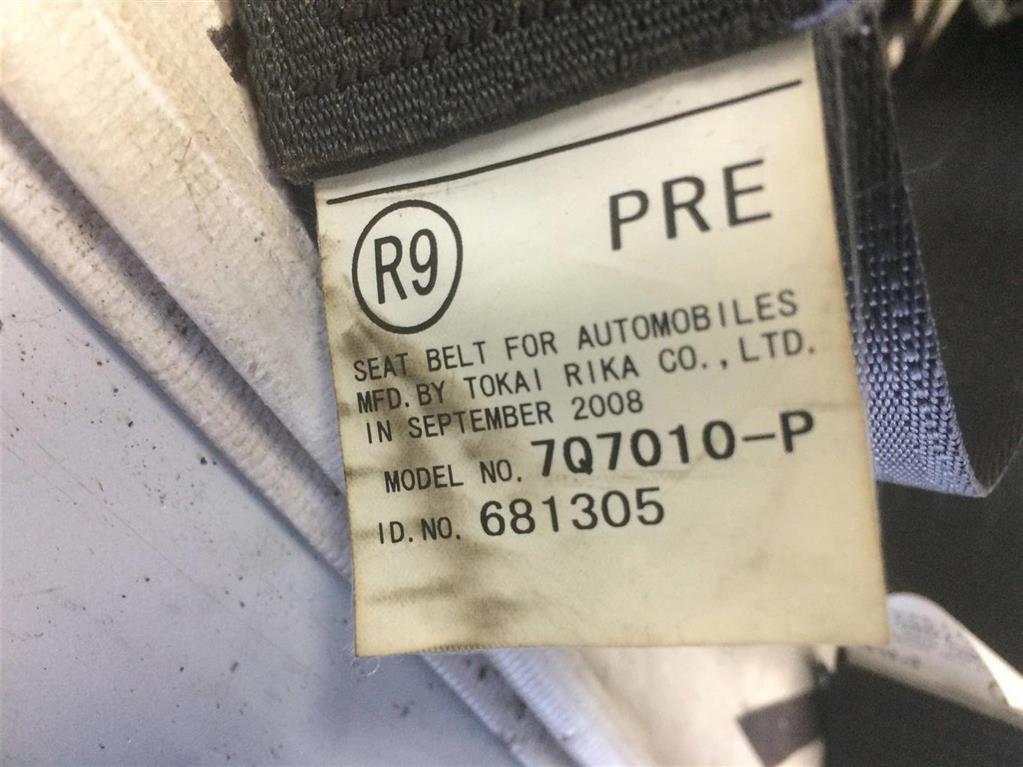 R9 PRE
SEAT BELT FOR AUTOMOBILES
MFD. BY TOKAI RIKA CO., LTD.
IN SEPTEMBER 2008
MODEL NO. 7Q7010-P
ID. NO. 681305